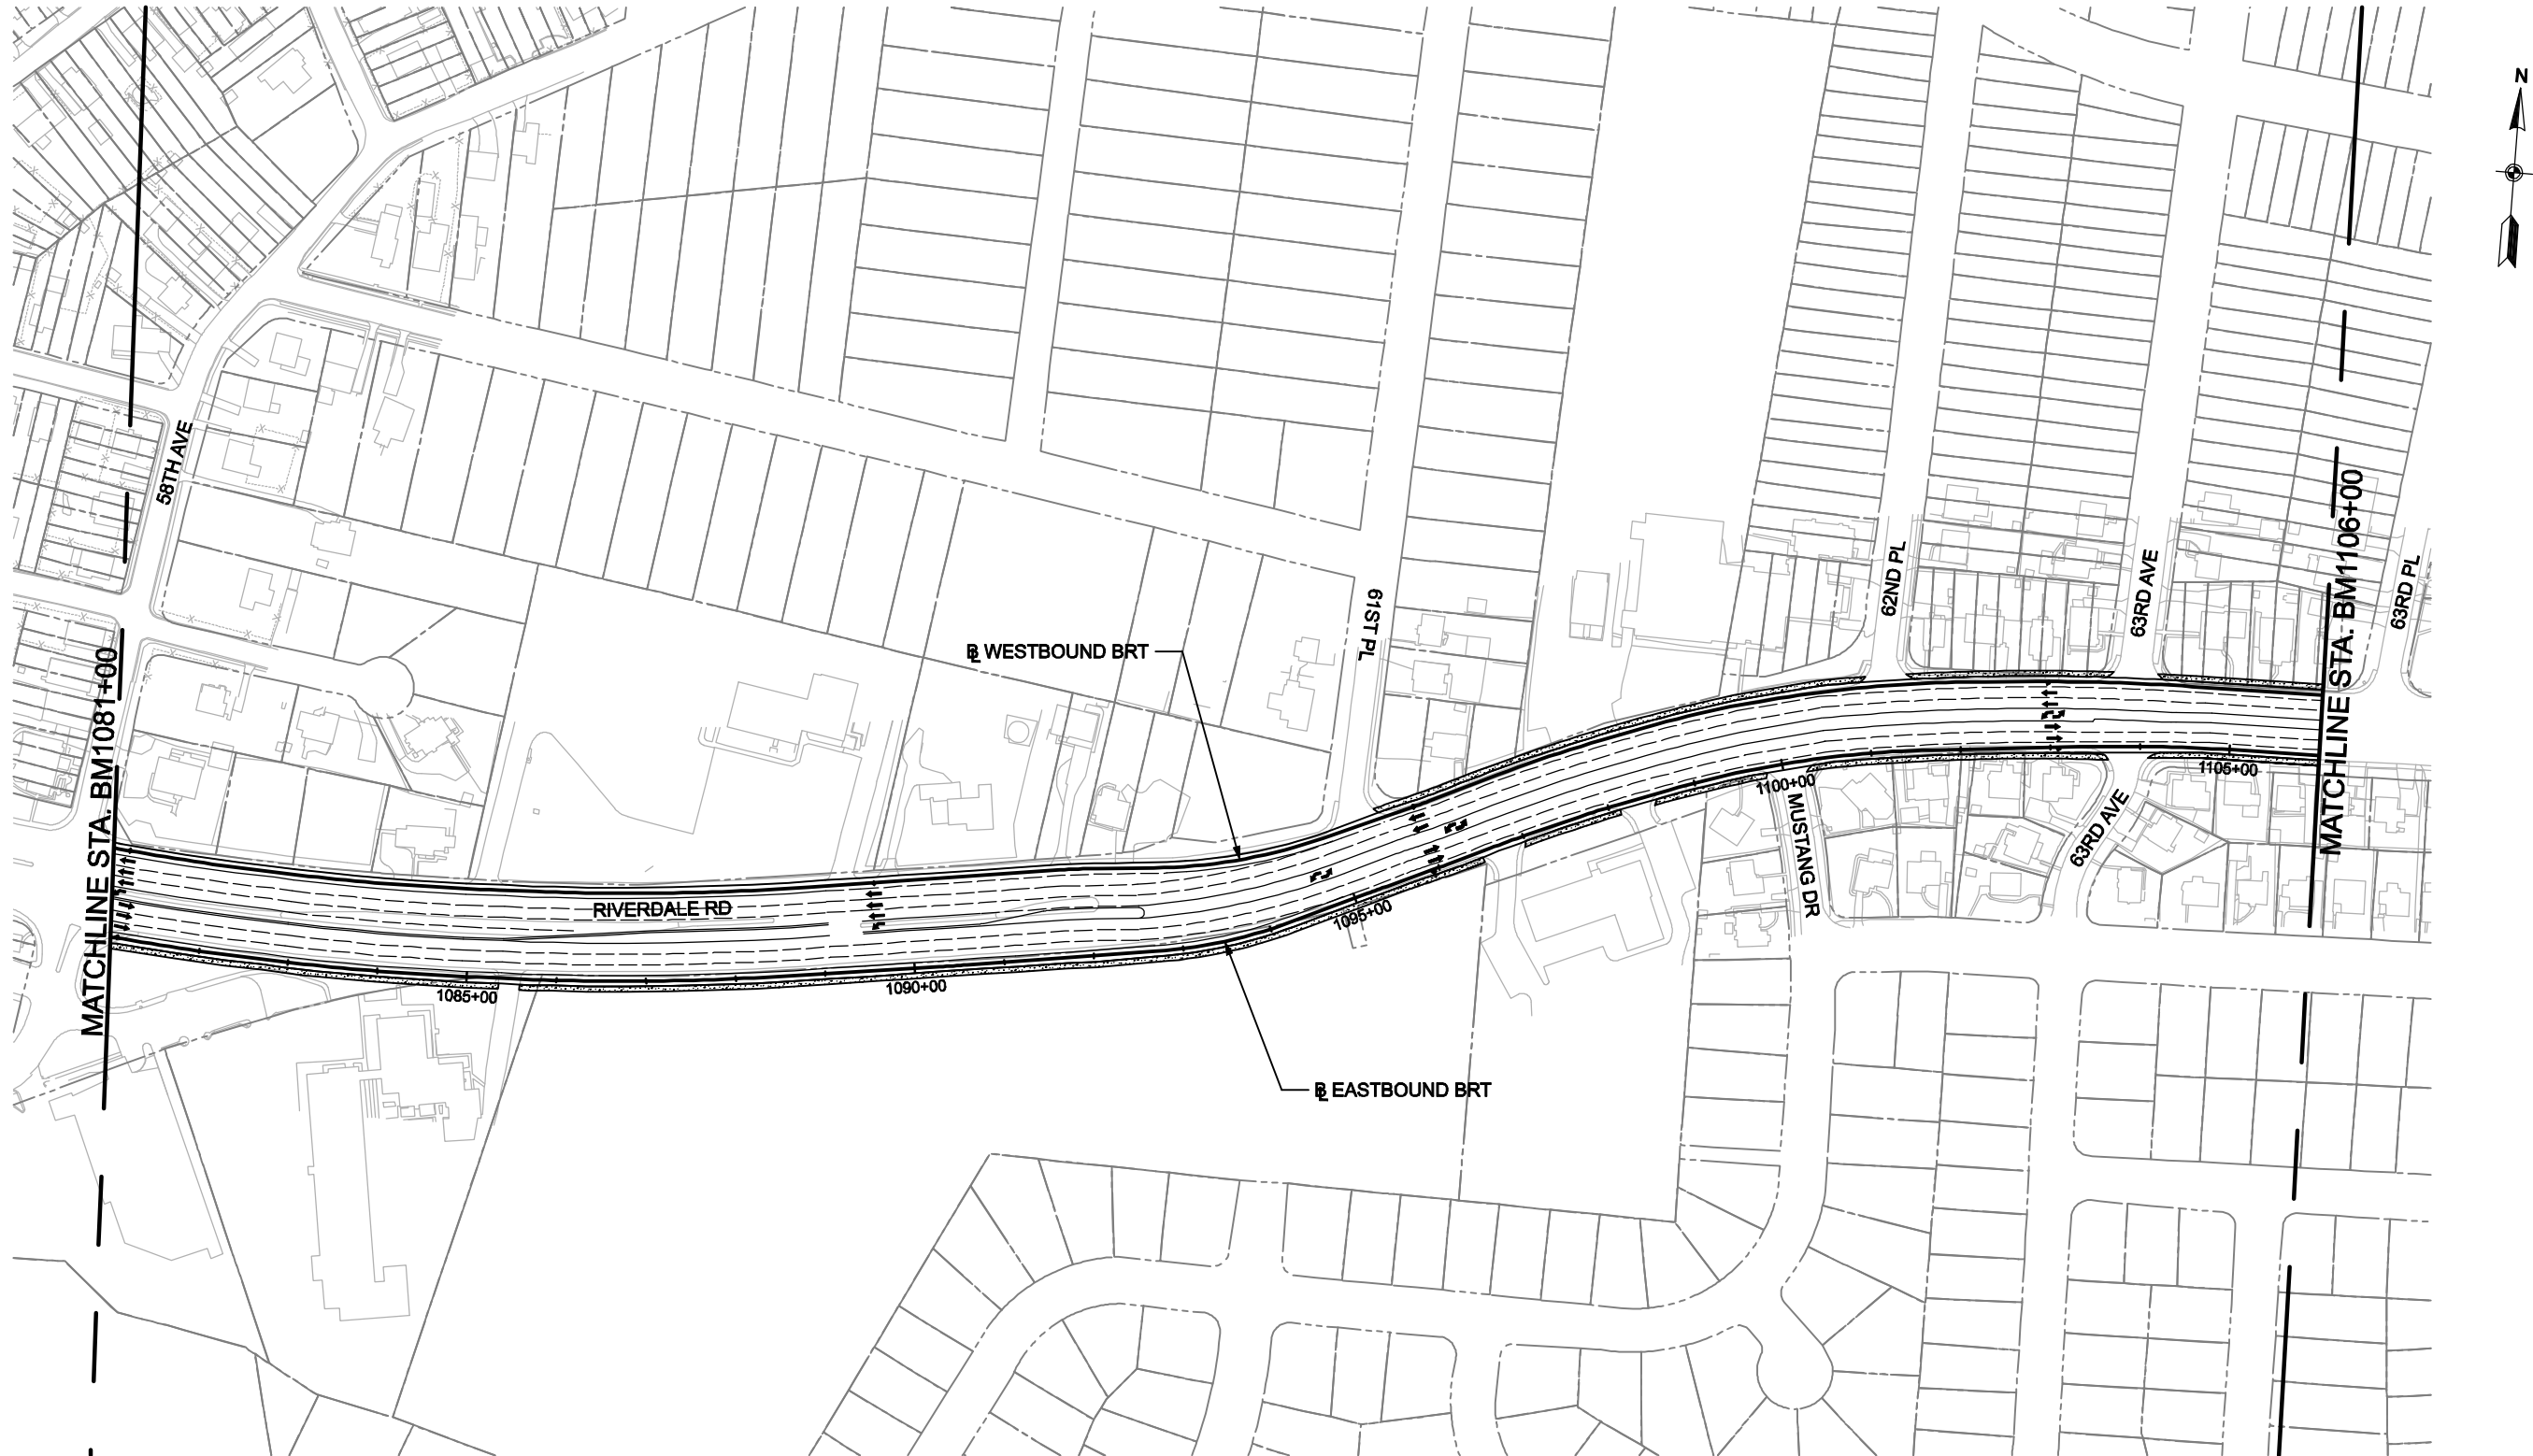 N
58TH AVE
MATCHLINE STA. BM1081+00
℄ WESTBOUND BRT
61ST PL
62ND PL
63RD AVE
MATCHLINE STA. BM1106+00
63RD PL
RIVERDALE RD
1085+00
1090+00
1095+00
1100+00
1105+00
MUSTANG DR
63RD AVE
BL EASTBOUND BRT